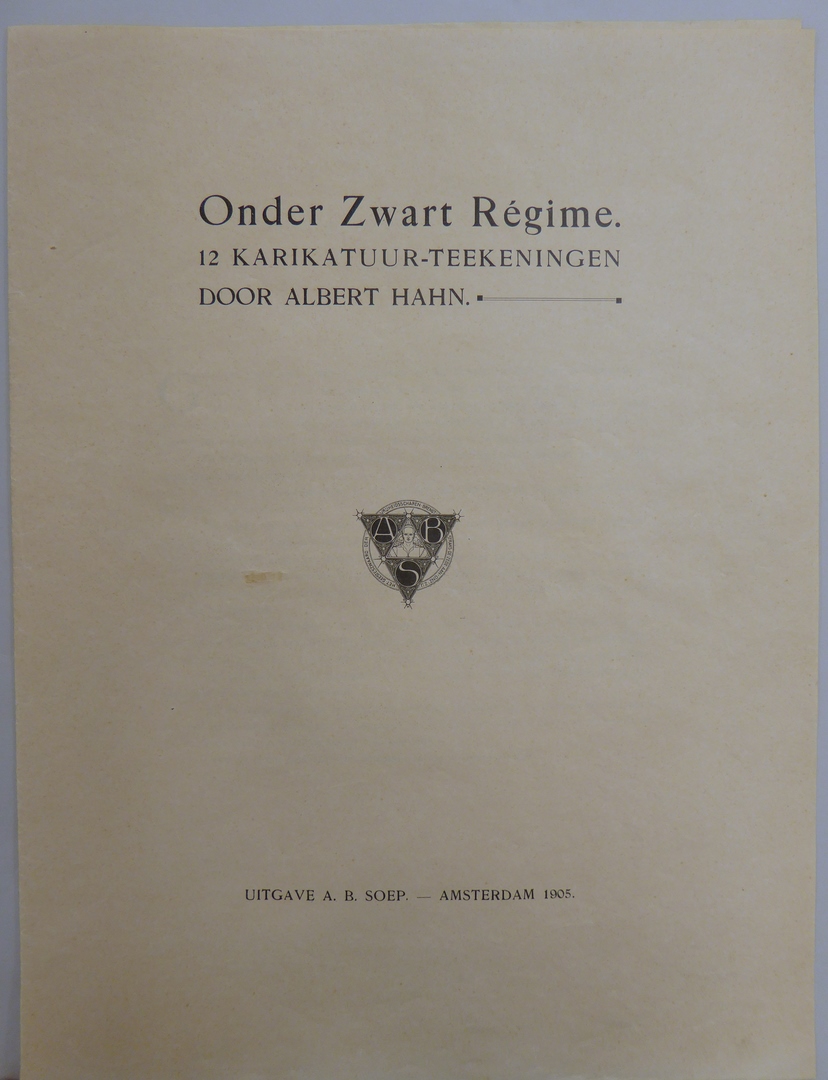 Onder Zwart Régime.
12 KARIKATUUR-TEEKENINGEN
DOOR ALBERT HAHN.
A B
S
UITGAVE A. B. SOEP. — AMSTERDAM 1905.